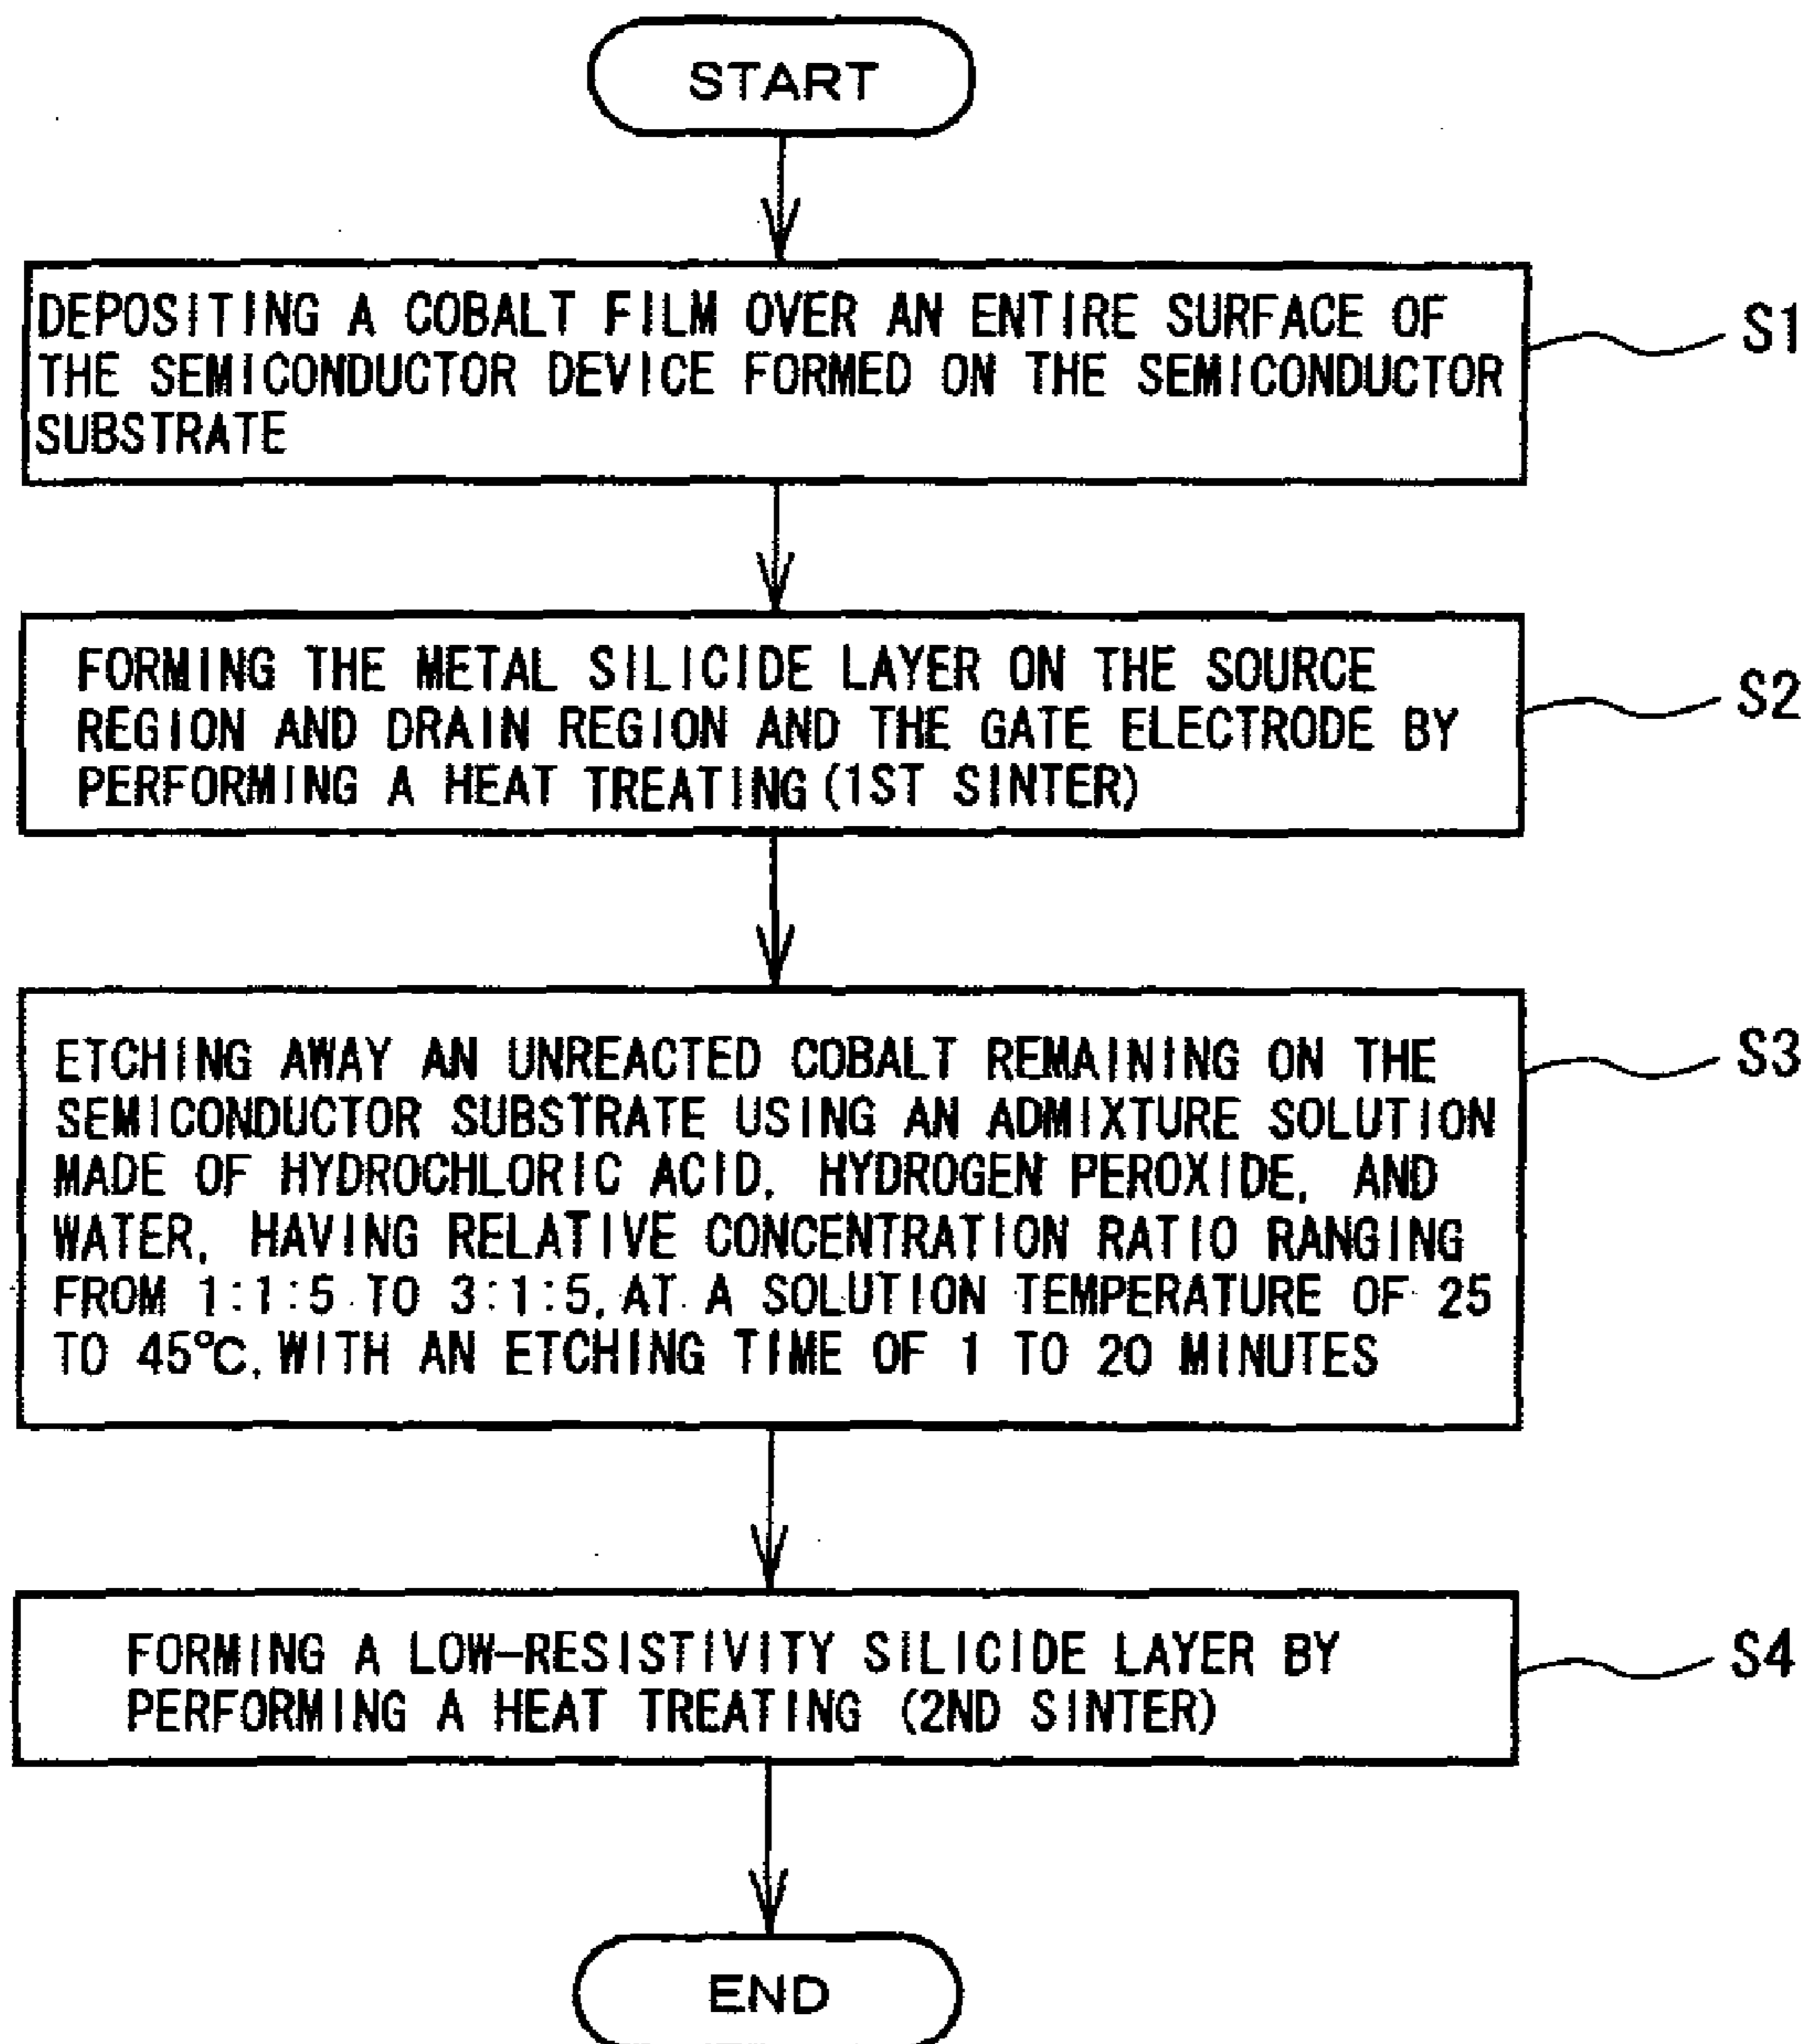 START
DEPOSITING A COBALT FILM OVER AN ENTIRE SURFACE OF
THE SEMICONDUCTOR DEVICE FORMED ON THE SEMICONDUCTOR
SUBSTRATE
S1
FORMING THE METAL SILICIDE LAYER ON THE SOURCE
REGION AND DRAIN REGION AND THE GATE ELECTRODE BY
PERFORMING A HEAT TREATING (1ST SINTER)
S2
ETCHING AWAY AN UNREACTED COBALT REMAINING ON THE
SEMICONDUCTOR SUBSTRATE USING AN ADMIXTURE SOLUTION
MADE OF HYDROCHLORIC ACID, HYDROGEN PEROXIDE, AND
WATER, HAVING RELATIVE CONCENTRATION RATIO RANGING
FROM 1:1:5 TO 3:1:5, AT A SOLUTION TEMPERATURE OF 25
TO 45°C, WITH AN ETCHING TIME OF 1 TO 20 MINUTES
S3
FORMING A LOW-RESISTIVITY SILICIDE LAYER BY
PERFORMING A HEAT TREATING (2ND SINTER)
S4
END